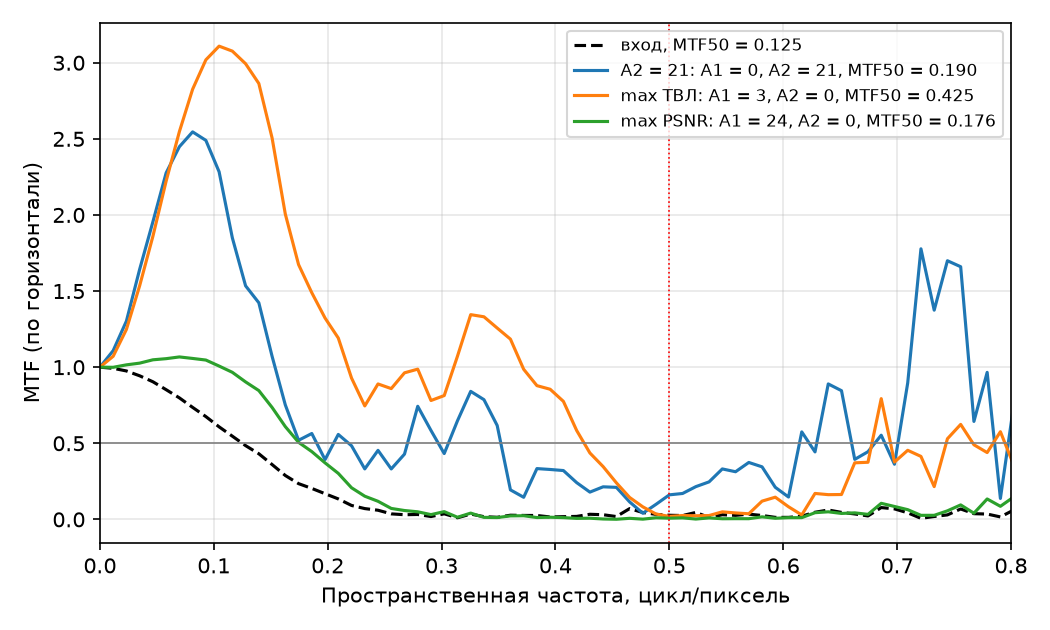 вход, MTF50 = 0.125
A2 = 21: A1 = 0, A2 = 21, MTF50 = 0.190
max ТВЛ: A1 = 3, A2 = 0, MTF50 = 0.425
max PSNR: A1 = 24, A2 = 0, MTF50 = 0.176
MTF (по горизонтали)
3.0
2.5
2.0
1.5
1.0
0.5
0.0
0.0 0.1 0.2 0.3 0.4 0.5 0.6 0.7 0.8
Пространственная частота, цикл/пиксель